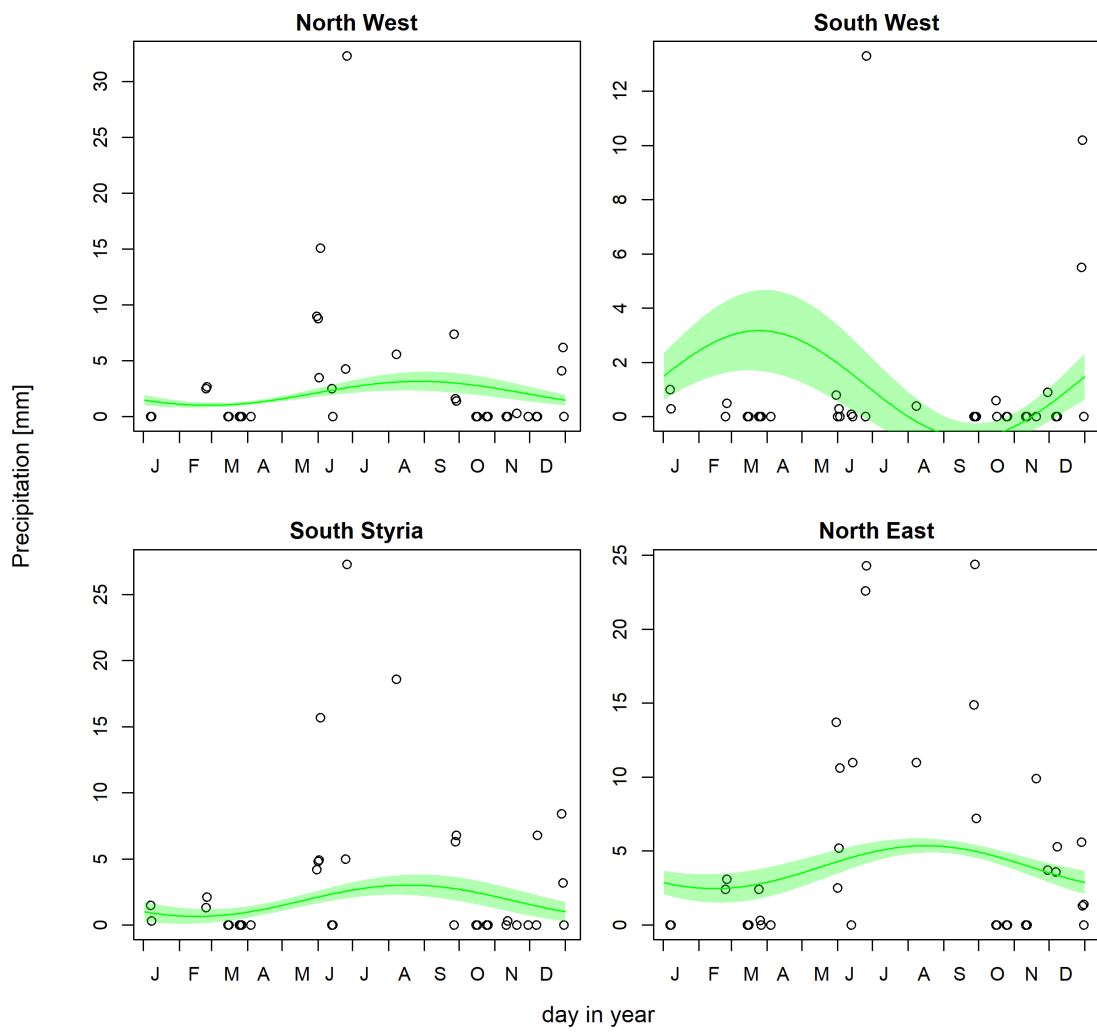 North West
South West
30
25
20
15
10
5
0
12
10
8
6
4
2
0
J F M A M J J A S O N D
J F M A M J J A S O N D
Precipitation [mm]
South Styria
North East
25
20
15
10
5
0
25
20
15
10
5
0
J F M A M J J A S O N D
J F M A M J J A S O N D
day in year